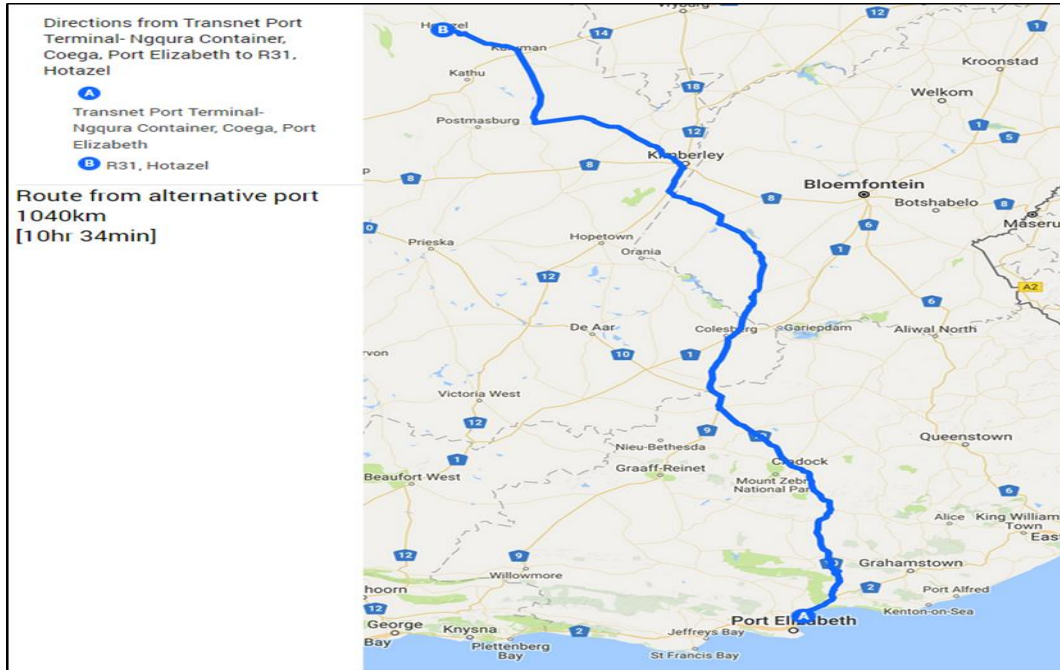 Directions from Transnet Port
Terminal- Ngqura Container,
Coega, Port Elizabeth to R31,
Hotazel
A
Transnet Port Terminal-
Ngqura Container, Coega, Port
Elizabeth
B R31, Hotazel
Route from alternative port
1040km
[10hr 34min]
Vryburg
12
1
B
14
Kroonstad
Kathu
18
Welkom
Postmasburg
12
1
5
Kimberley
8
8
8
Bloemfontein
Botshabelo
8
Maseru
6
Prieska
Hopetown
Orania
1
12
A2
6
De Aar
Colesberg
Gariepdam
Aliwal North
10
1
Victoria West
12
9
Queenstown
Nieu-Bethesda
1
Graaff-Reinet
Cradock
Beaufort West
Mount Zebra
National Park
6
Alice
King William
Town
12
9
Willowmore
Grahamstown
2
Port Alfred
12
Kenton-on-Sea
A
George
Knysna
2
Port Elizabeth
Jeffreys Bay
Plettenberg
Bay
St Francis Bay